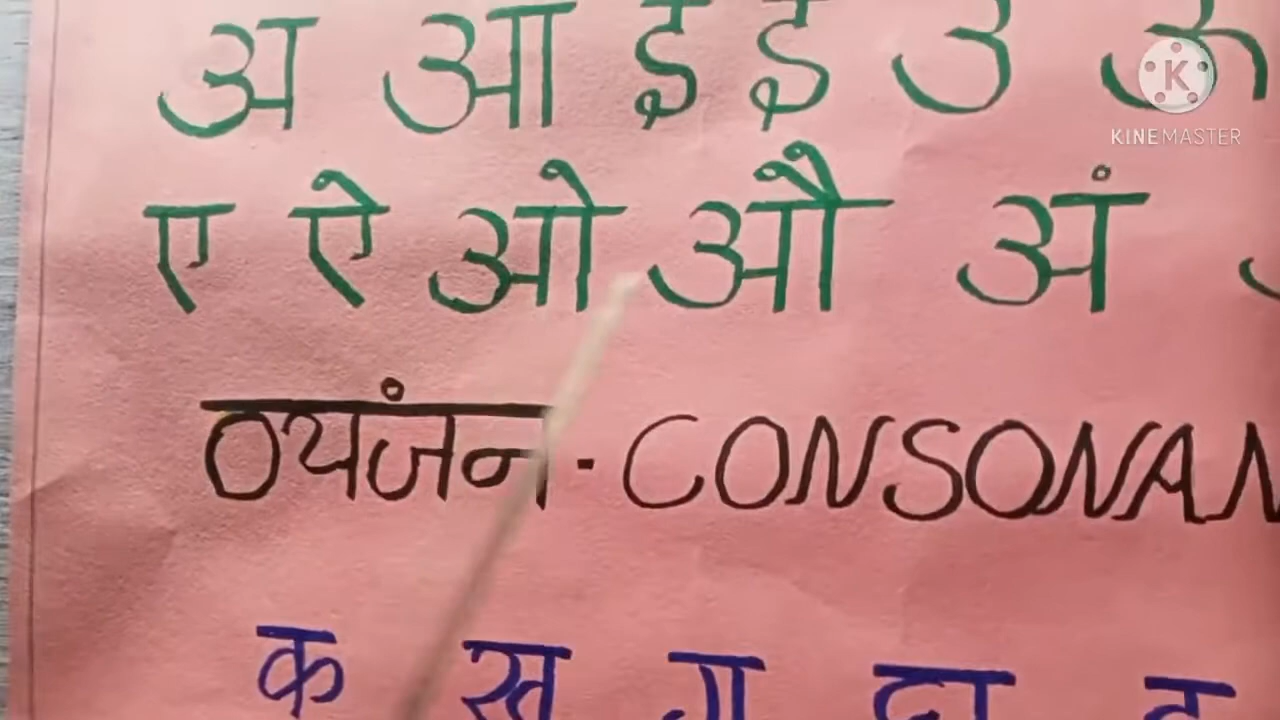 अ आ इ ई उ ऊ
KINEMASTER
ए ऐ ओ औ अं
व्यंजन - CONSONAN
क ख ग